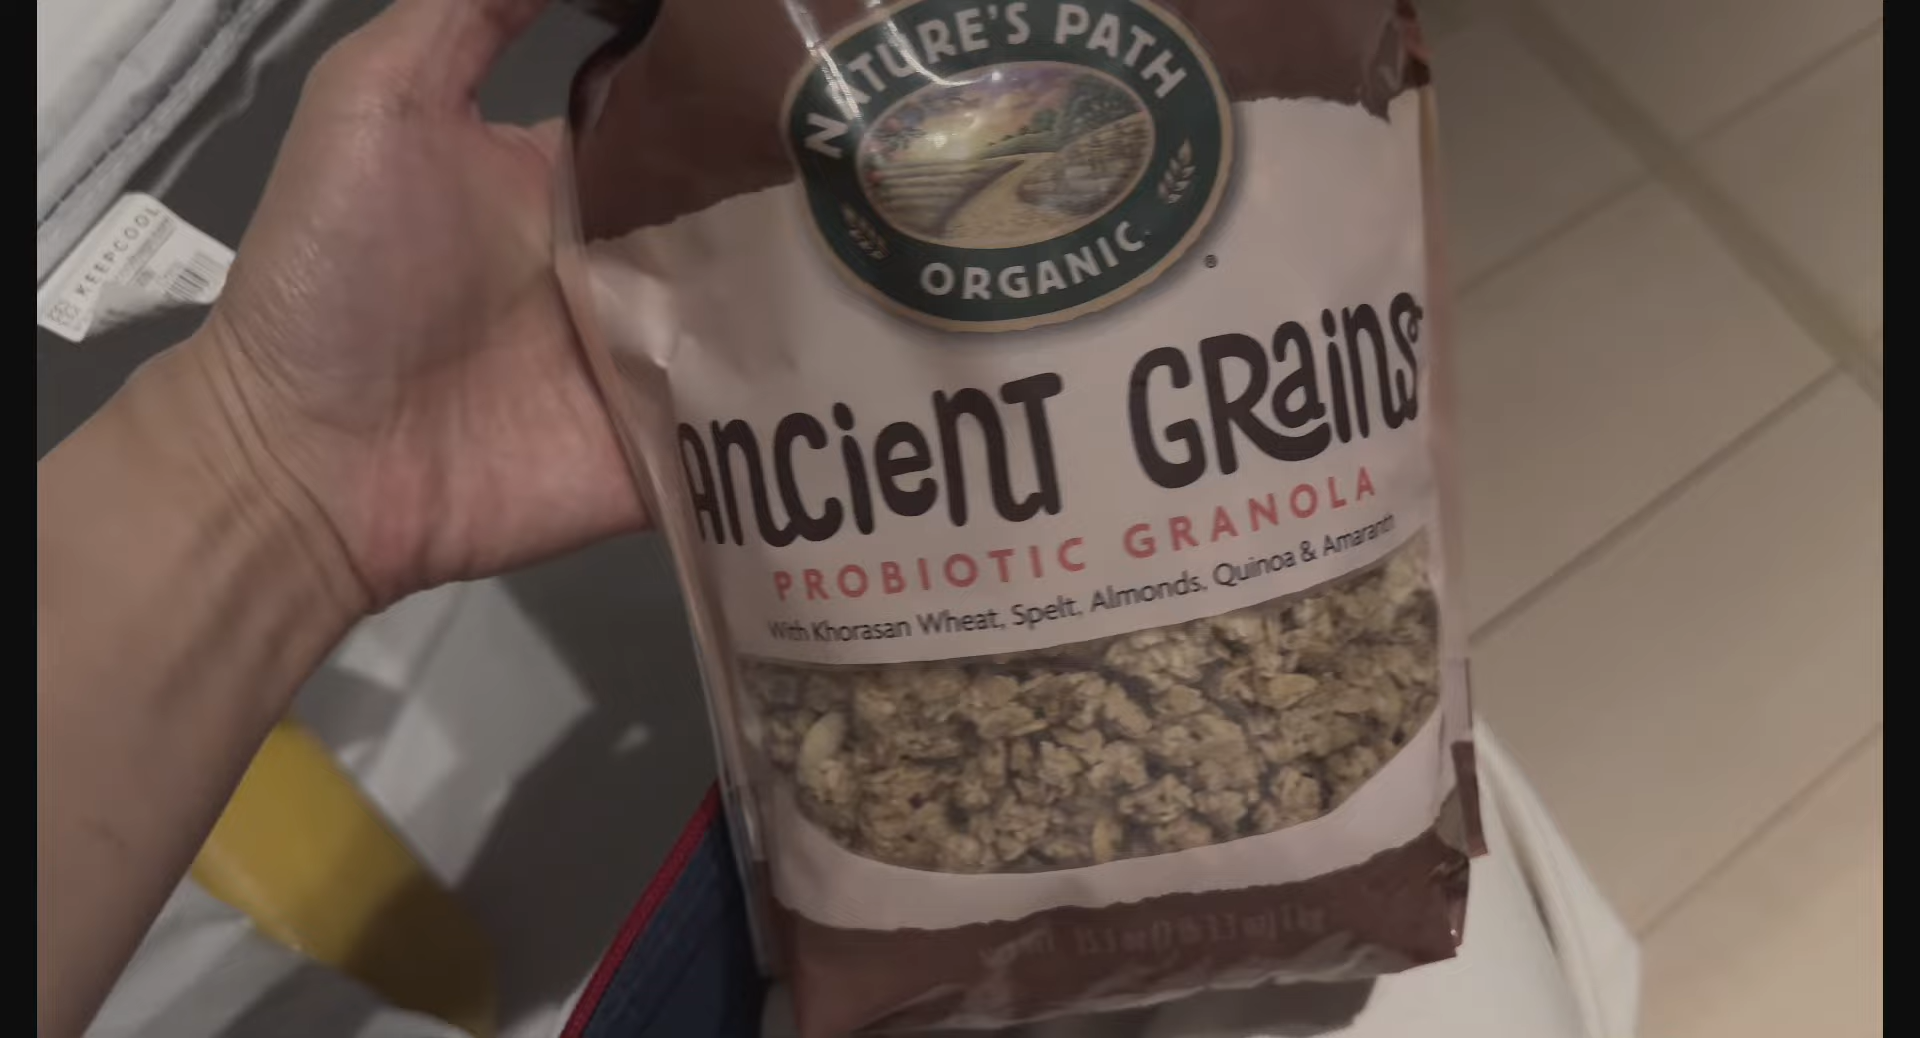 NATURE'S PATH
ORGANIC
®
ANCIENT GRAINS
PROBIOTIC GRANOLA
With Khorasan Wheat, Spelt, Almonds, Quinoa & Amaranth
KEEPCOOL